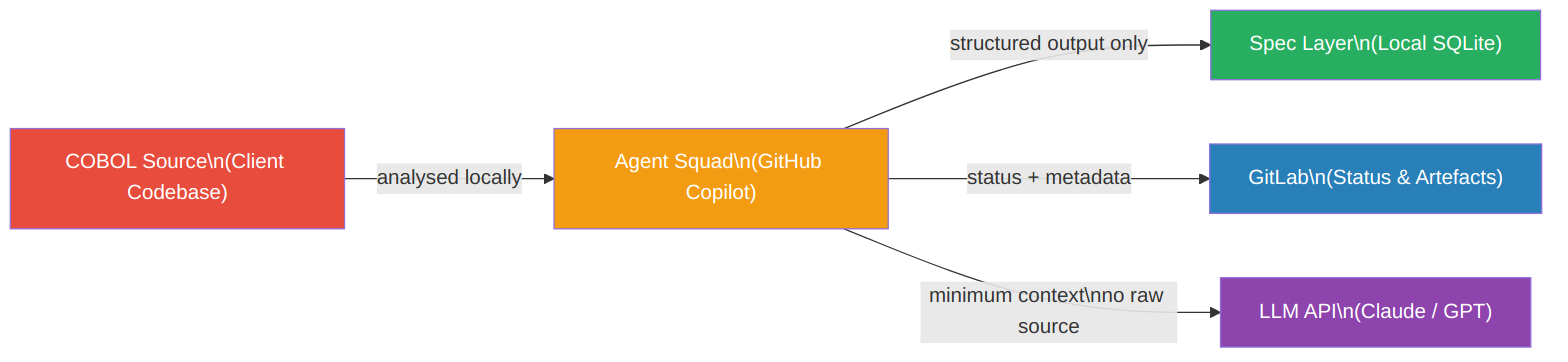 COBOL Source\n(Client
Codebase)
analysed locally
Agent Squad\n(GitHub
Copilot)
structured output only
Spec Layer\n(Local SQLite)
status + metadata
GitLab\n(Status & Artefacts)
minimum context\nno raw
source
LLM API\n(Claude / GPT)